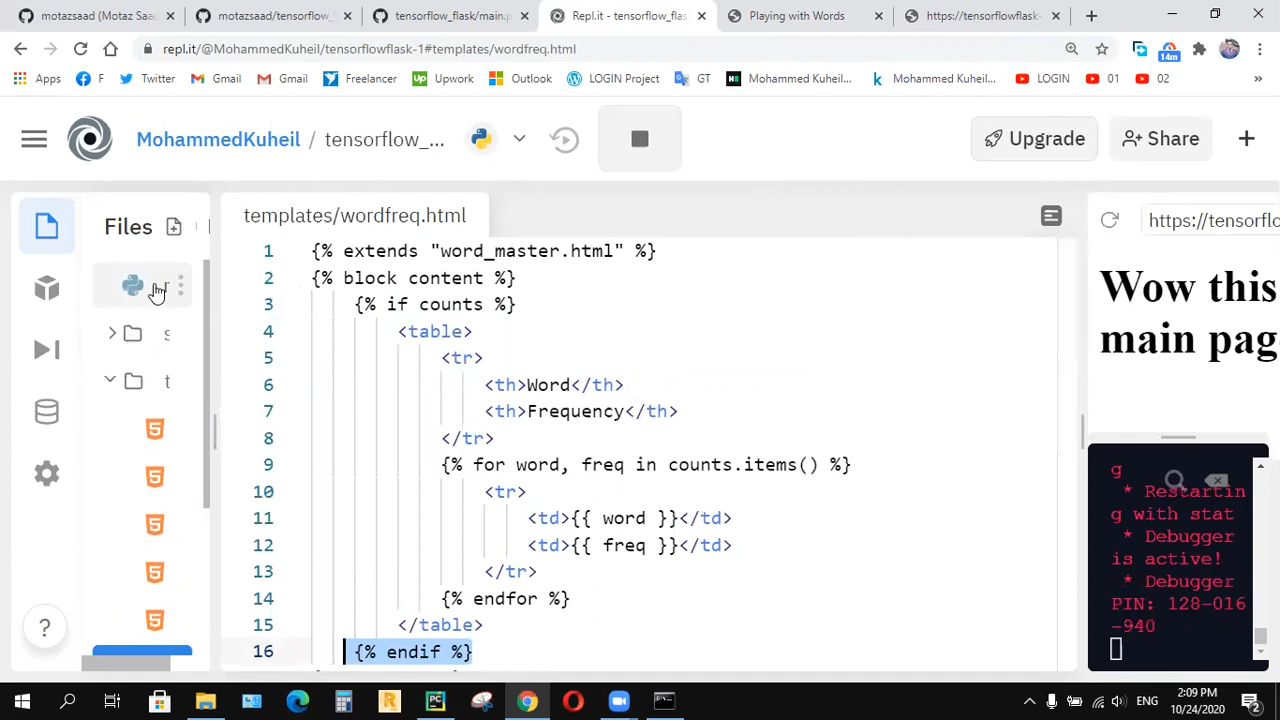 motazsaad (Motaz Saa
motazsaad/tensorflow_
tensorflow_flask/main.p
Repl.it - tensorflow_fla
Playing with Words
https://tensorflowflask-
repl.it/@MohammedKuheil/tensorflowflask-1#templates/wordfreq.html
14m
Apps
F
Twitter
Gmail
Gmail
Freelancer
Upwork
Outlook
LOGIN Project
GT
Mohammed Kuheil...
Mohammed Kuheil...
LOGIN
01
02
MohammedKuheil / tensorflow_...
Upgrade
Share
Files
templates/wordfreq.html
https://tensorflo
1 {% extends "word_master.html" %}
2 {% block content %}
3 {% if counts %}
4 <table>
5 <tr>
6 <th>Word</th>
7 <th>Frequency</th>
8 </tr>
9 {% for word, freq in counts.items() %}
10 <tr>
11 <td>{{ word }}</td>
12 <td>{{ freq }}</td>
13 </tr>
14 {% endfor %}
15 </table>
16 {% endif %}
Wow this
main page
g
* Restartin
g with stat
* Debugger
is active!
* Debugger
PIN: 128-016
-940
ENG
2:09 PM
10/24/2020
2